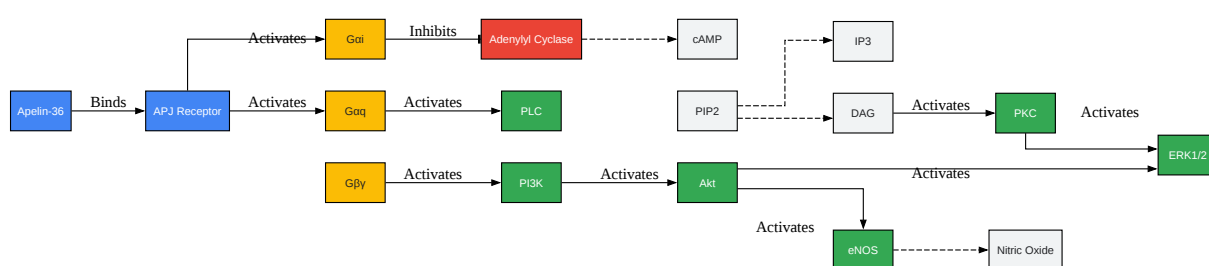 Activates
Gαi
Inhibits
Adenylyl Cyclase
cAMP
IP3
Apelin-36
Binds
APJ Receptor
Activates
Gαq
Activates
PLC
PIP2
DAG
Activates
PKC
Activates
ERK1/2
Gβγ
Activates
PI3K
Activates
Akt
Activates
Activates
eNOS
Nitric Oxide